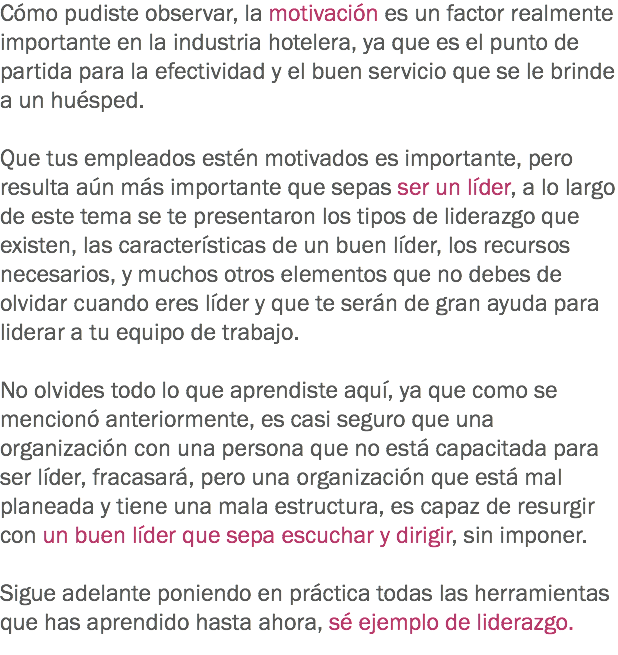 Cómo pudiste observar, la motivación es un factor realmente
importante en la industria hotelera, ya que es el punto de
partida para la efectividad y el buen servicio que se le brinde
a un huésped.
Que tus empleados estén motivados es importante, pero
resulta aún más importante que sepas ser un líder, a lo largo
de este tema se te presentaron los tipos de liderazgo que
existen, las características de un buen líder, los recursos
necesarios, y muchos otros elementos que no debes de
olvidar cuando eres líder y que te serán de gran ayuda para
liderar a tu equipo de trabajo.
No olvides todo lo que aprendiste aquí, ya que como se
mencionó anteriormente, es casi seguro que una
organización con una persona que no está capacitada para
ser líder, fracasará, pero una organización que está mal
planeada y tiene una mala estructura, es capaz de resurgir
con un buen líder que sepa escuchar y dirigir, sin imponer.
Sigue adelante poniendo en práctica todas las herramientas
que has aprendido hasta ahora, sé ejemplo de liderazgo.